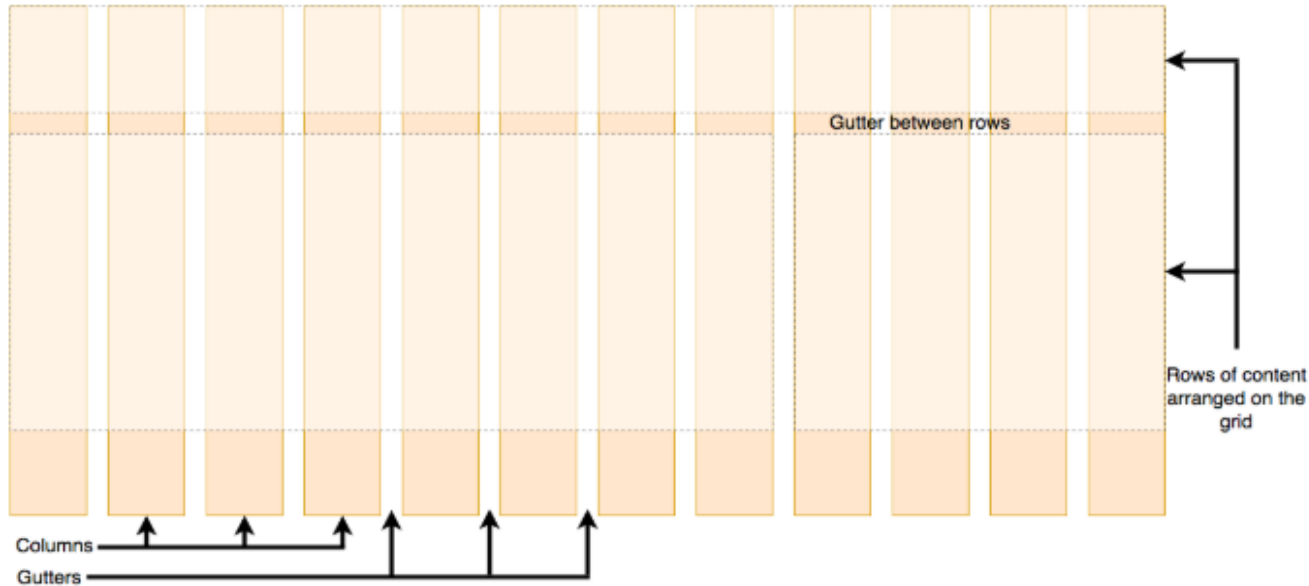 Gutter between rows
Rows of content
arranged on the
grid
Columns
Gutters